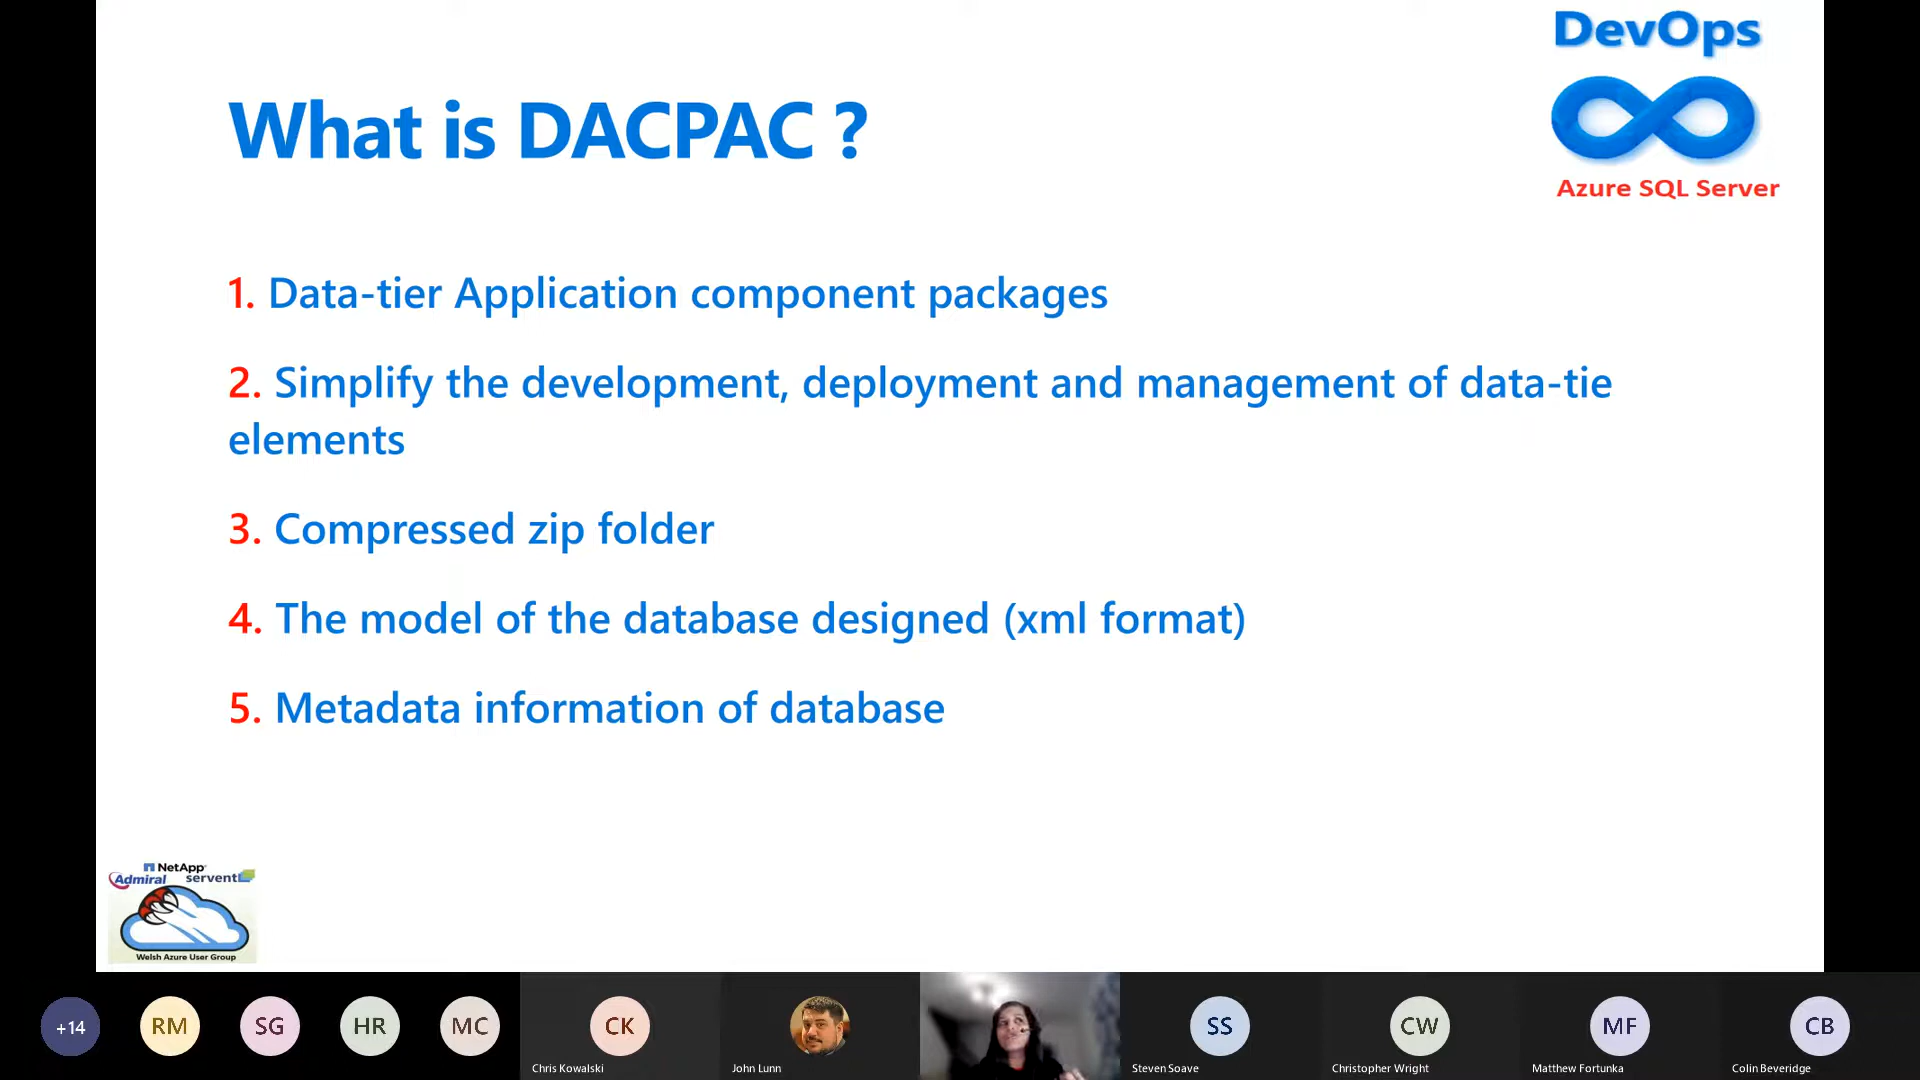 DevOps
Azure SQL Server
What is DACPAC ?
1. Data-tier Application component packages
2. Simplify the development, deployment and management of data-tie
elements
3. Compressed zip folder
4. The model of the database designed (xml format)
5. Metadata information of database
NetApp
Admiral servent
Welsh Azure User Group
+14
RM
SG
HR
MC
CK
SS
CW
MF
CB
Chris Kowalski
John Lunn
Steven Soave
Christopher Wright
Matthew Fortunka
Colin Beveridge